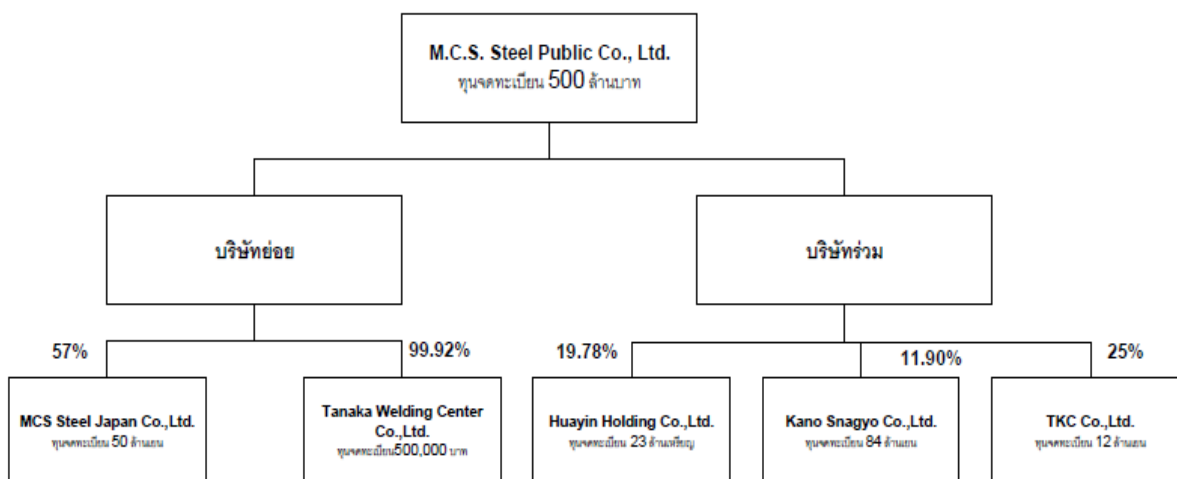 M.C.S. Steel Public Co., Ltd.
ทุนจดทะเบียน 500 ล้านบาท
บริษัทย่อย
บริษัทร่วม
57%
99.92%
19.78%
11.90%
25%
MCS Steel Japan Co.,Ltd.
ทุนจดทะเบียน 50 ล้านเยน
Tanaka Welding Center
Co.,Ltd.
ทุนจดทะเบียน500,000 บาท
Huayin Holding Co.,Ltd.
ทุนจดทะเบียน 23 ล้านเหรียญ
Kano Snagyo Co.,Ltd.
ทุนจดทะเบียน 84 ล้านเยน
TKC Co.,Ltd.
ทุนจดทะเบียน 12 ล้านเยน